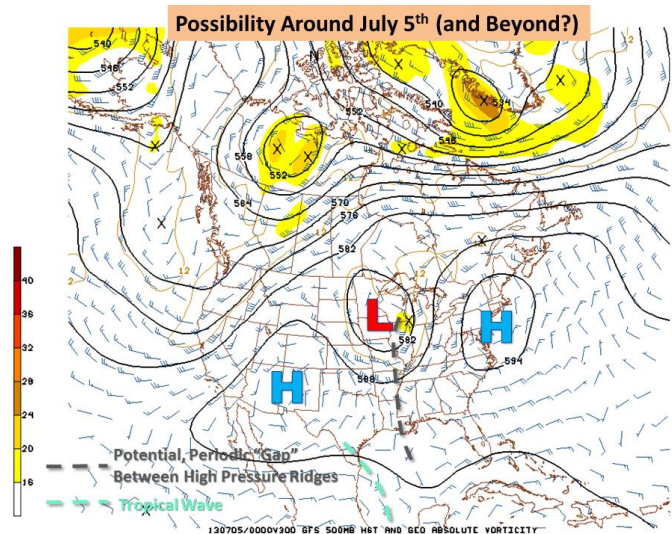 Possibility Around July 5th (and Beyond?)
540
546
552
N
12
552
540
534
546
558
552
564
570
576
582
12
12
L
582
H
594
H
588
40
36
32
28
24
20
16
Potential, Periodic "Gap"
Between High Pressure Ridges
Tropical Wave
130705/0000V300 GFS 500MB HGT AND GEO ABSOLUTE VORTICITY